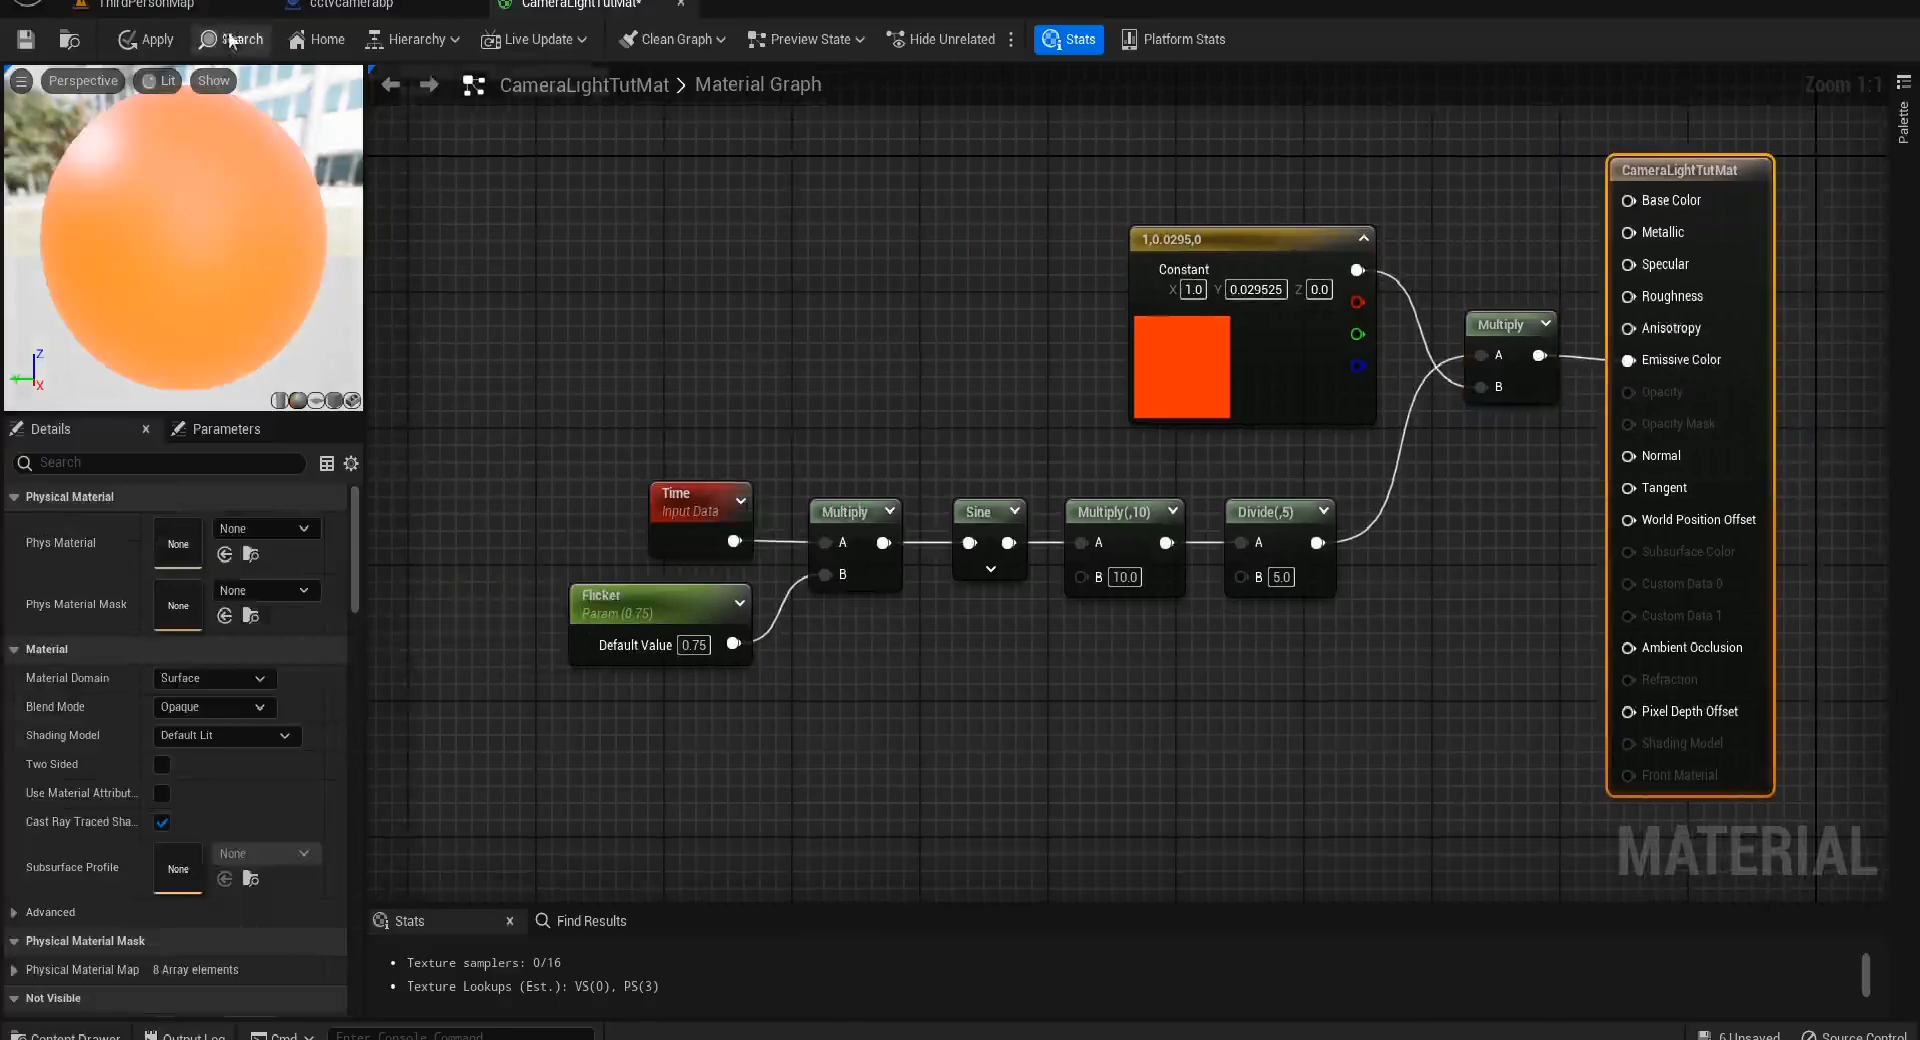 ThirdPersonMap
cctvcamerabp
CameraLightTutMat*
Apply
Search
Home
Hierarchy
Live Update
Clean Graph
Preview State
Hide Unrelated
Stats
Platform Stats
Perspective
Lit
Show
CameraLightTutMat
Material Graph
Zoom 1:1
Palette
Z
Y
X
1,0.0295,0
Constant
X 1.0 Y 0.029525 Z 0.0
Multiply
A
B
Time
Input Data
Flicker
Param (0.75)
Default Value 0.75
Multiply
A
B
Sine
Multiply(,10)
A
B 10.0
Divide(,5)
A
B 5.0
CameraLightTutMat
Base Color
Metallic
Specular
Roughness
Anisotropy
Emissive Color
Opacity
Opacity Mask
Normal
Tangent
World Position Offset
Subsurface Color
Custom Data 0
Custom Data 1
Ambient Occlusion
Refraction
Pixel Depth Offset
Shading Model
Front Material
MATERIAL
Details
Parameters
Search
Physical Material
Phys Material
None
None
Phys Material Mask
None
None
Material
Material Domain
Surface
Blend Mode
Opaque
Shading Model
Default Lit
Two Sided
Use Material Attribut...
Cast Ray Traced Sha...
Subsurface Profile
None
None
Advanced
Physical Material Mask
Physical Material Map
8 Array elements
Not Visible
Stats
Find Results
Texture samplers: 0/16
Texture Lookups (Est.): VS(0), PS(3)
Content Drawer
Output Log
Cmd
Enter Console Command
6 Unsaved
Source Control